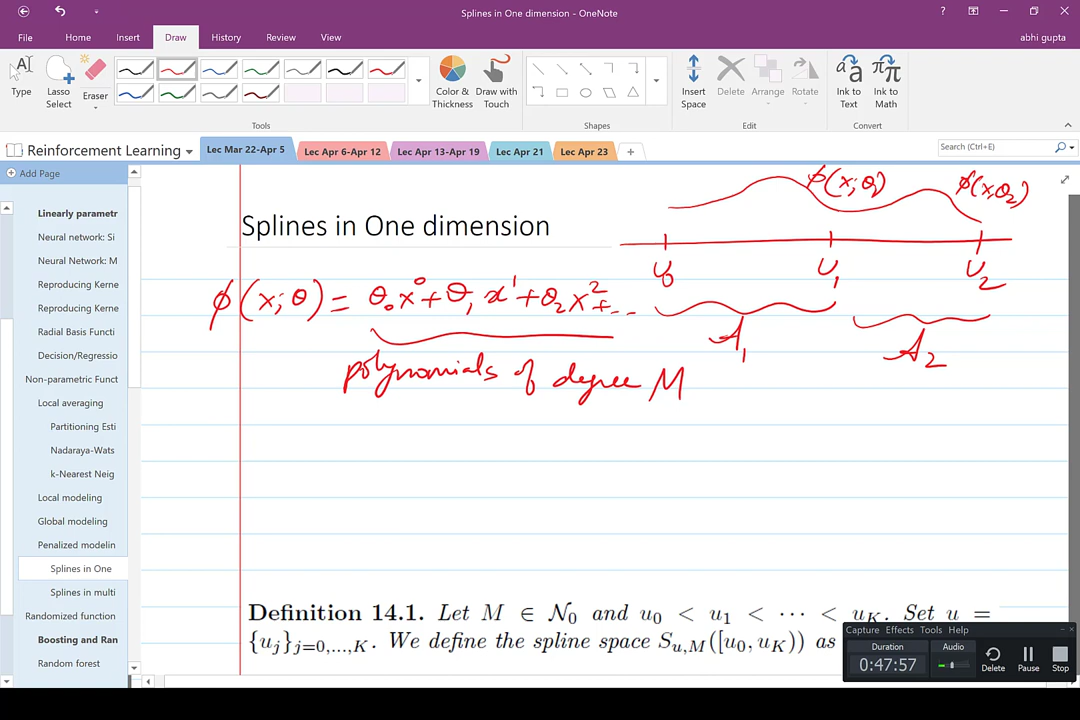 Splines in One dimension - OneNote
?
File Home Insert Draw History Review View
abhi gupta
Type
Lasso Select
Eraser
Color & Thickness
Draw with Touch
Insert Space
Delete
Arrange
Rotate
Ink to Text
Ink to Math
Tools
Shapes
Edit
Convert
Reinforcement Learning
Lec Mar 22-Apr 5
Lec Apr 6-Apr 12
Lec Apr 13-Apr 19
Lec Apr 21
Lec Apr 23
Search (Ctrl+E)
Add Page
Linearly parametr
Neural network: Si
Neural Network: M
Reproducing Kerne
Reproducing Kerne
Radial Basis Functi
Decision/Regressio
Non-parametric Funct
Local averaging
Partitioning Esti
Nadaraya-Wats
k-Nearest Neig
Local modeling
Global modeling
Penalized modelin
Splines in One
Splines in multi
Randomized function
Boosting and Ran
Random forest
ϕ(x;θ₁) ϕ(x;θ₂)
Splines in One dimension
u₀ u₁ u₂
ϕ(x;θ) = θ₀x⁰+θ₁x¹+θ₂x²+...
A₁ A₂
polynomials of degree M
Definition 14.1. Let M ∈ N₀ and u₀ < u₁ < ⋯ < u_K. Set u =
{u_j}_{j=0,...,K}. We define the spline space S_{u,M}([u₀, u_K)) as
Capture Effects Tools Help
Duration
0:47:57
Audio
Delete
Pause
Stop